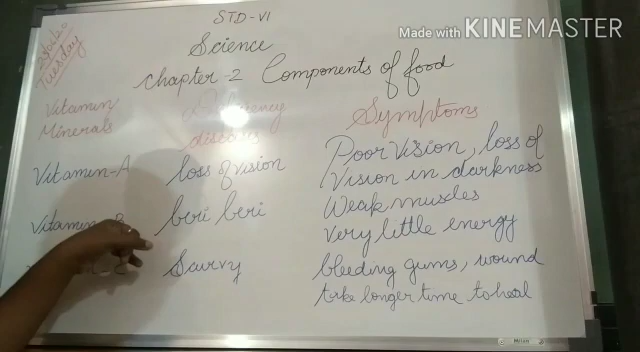 STD-VI
Made with KINEMASTER
Tuesday
Science
chapter-2 Components of food
Vitamin Minerals
Deficiency diseases
Symptoms
Vitamin-A
loss of vision
Poor vision, loss of
Vision in darkness
Vitamin-B
beri beri
Weak muscles
very little energy
Scurvy
bleeding gums, wound
take longer time to heal